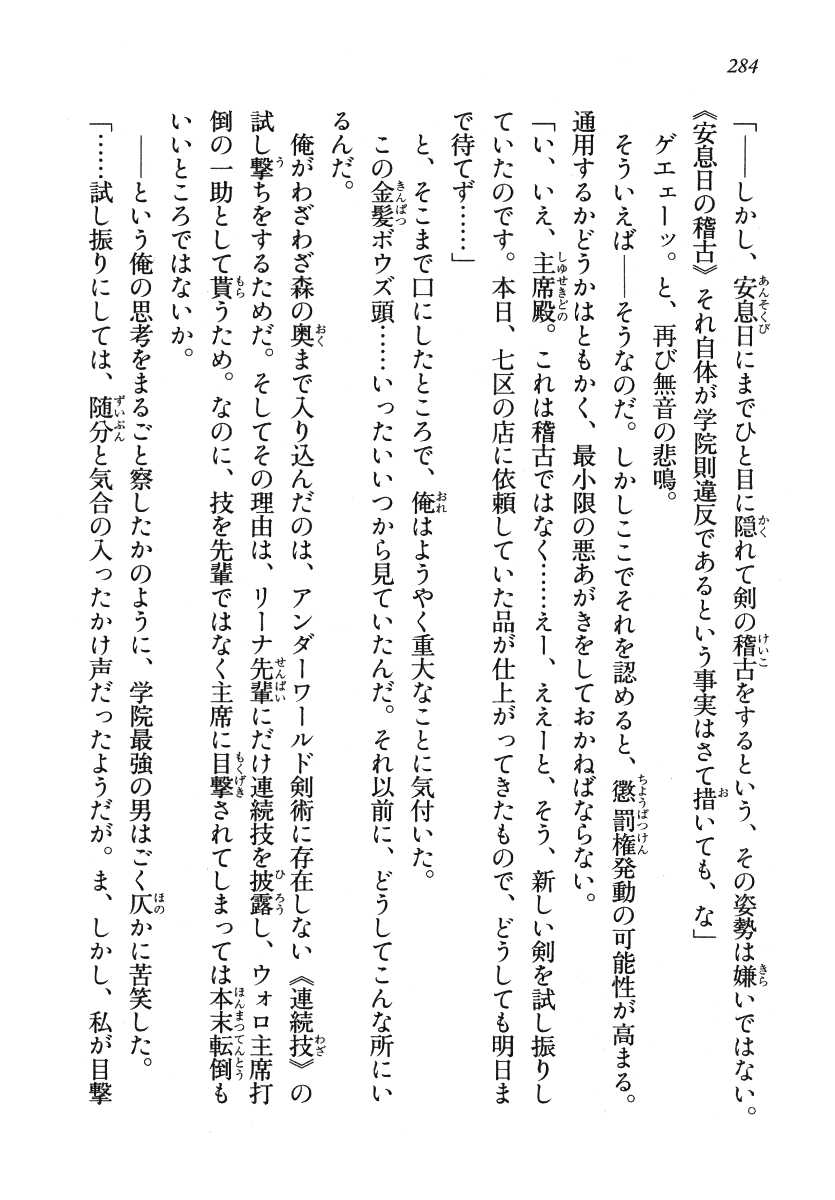 284
「――しかし、安息日にまでひと目に隠れて剣の稽古をするという、その姿勢は嫌いではない。
《安息日の稽古》それ自体が学院則違反であるという事実はさて措いても、な」
ゲエェーッ。と、再び無音の悲鳴。
そういえば――そうなのだ。しかしここでそれを認めると、懲罰権発動の可能性が高まる。
通用するかどうかはともかく、最小限の悪あがきをしておかねばならない。
「い、いえ、主席殿。これは稽古ではなく……えー、ええーと、そう、新しい剣を試し振りし
ていたのです。本日、七区の店に依頼していた品が仕上がってきたもので、どうしても明日ま
で待てず……」
と、そこまで口にしたところで、俺はようやく重大なことに気付いた。
この金髪ボウズ頭……いったいいつから見ていたんだ。それ以前に、どうしてこんな所にい
るんだ。
俺がわざわざ森の奥まで入り込んだのは、アンダーワールド剣術に存在しない《連続技》の
試し撃ちをするためだ。そしてその理由は、リーナ先輩にだけ連続技を披露し、ウォロ主席打
倒の一助として貰うため。なのに、技を先輩ではなく主席に目撃されてしまっては本末転倒も
いいところではないか。
――という俺の思考をまるごと察したかのように、学院最強の男はごく仄かに苦笑した。
「……試し振りにしては、随分と気合の入ったかけ声だったようだが。ま、しかし、私が目撃